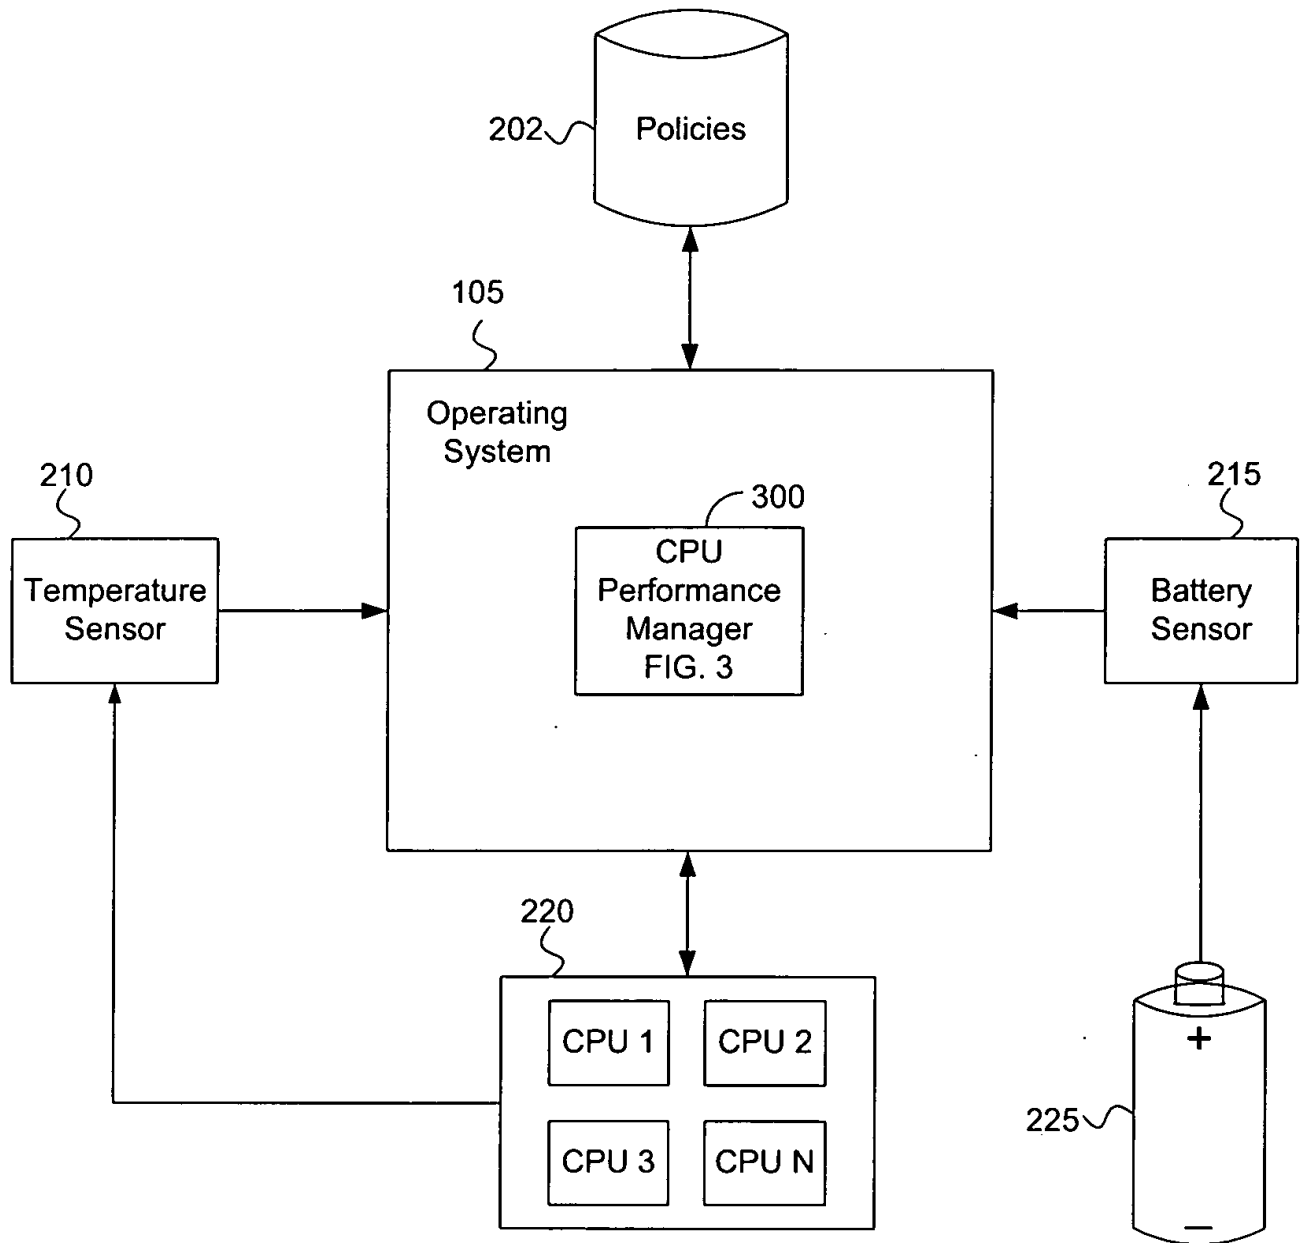 202
Policies
105
Operating
System
210
300
215
Temperature
Sensor
CPU
Performance
Manager
FIG. 3
Battery
Sensor
220
CPU 1
CPU 2
CPU 3
CPU N
+
225
–